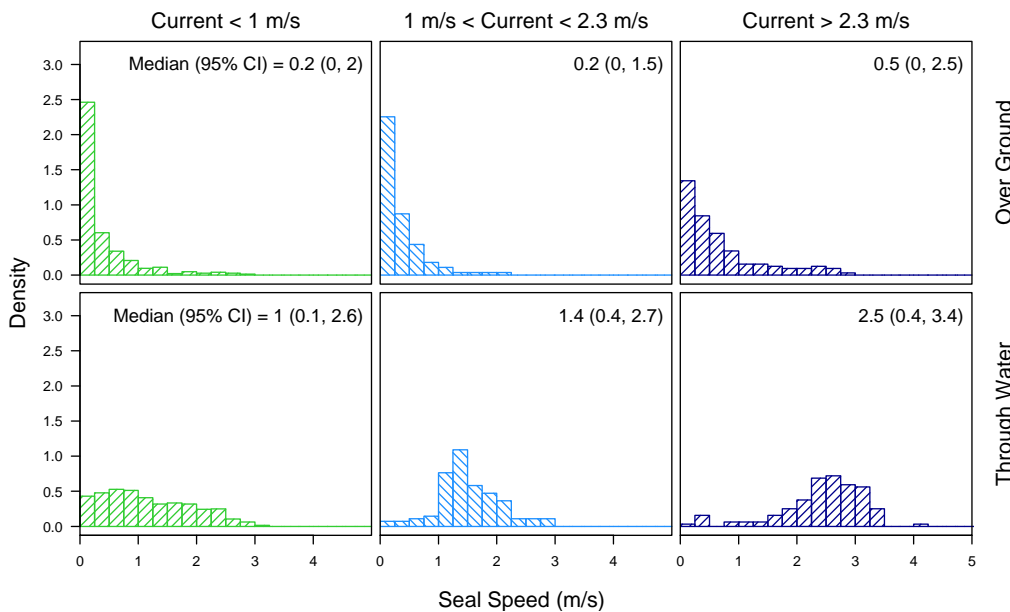 Current < 1 m/s
1 m/s < Current < 2.3 m/s
Current > 2.3 m/s
Median (95% CI) = 0.2 (0, 2)
0.2 (0, 1.5)
0.5 (0, 2.5)
3.0
2.5
2.0
1.5
1.0
0.5
0.0
Over Ground
Density
Median (95% CI) = 1 (0.1, 2.6)
1.4 (0.4, 2.7)
2.5 (0.4, 3.4)
3.0
2.5
2.0
1.5
1.0
0.5
0.0
Through Water
0 1 2 3 4
0 1 2 3 4
0 1 2 3 4 5
Seal Speed (m/s)